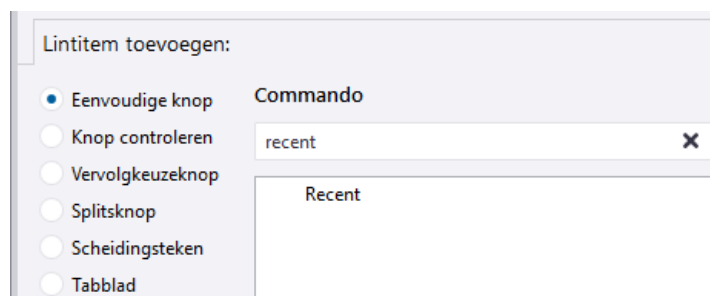 Lintitem toevoegen:
Eenvoudige knop
Commando
Knop controleren
recent
Vervolgkeuzeknop
Recent
Splitsknop
Scheidingsteken
Tabblad